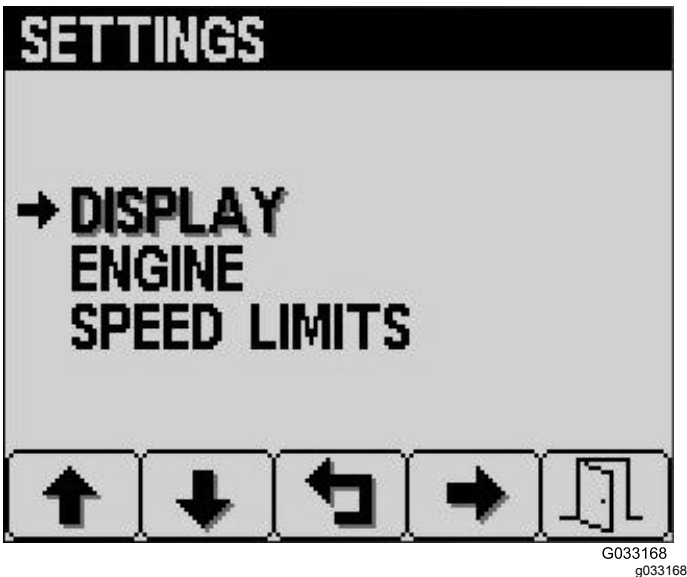 SETTINGS
DISPLAY
ENGINE
SPEED LIMITS
G033168
g033168